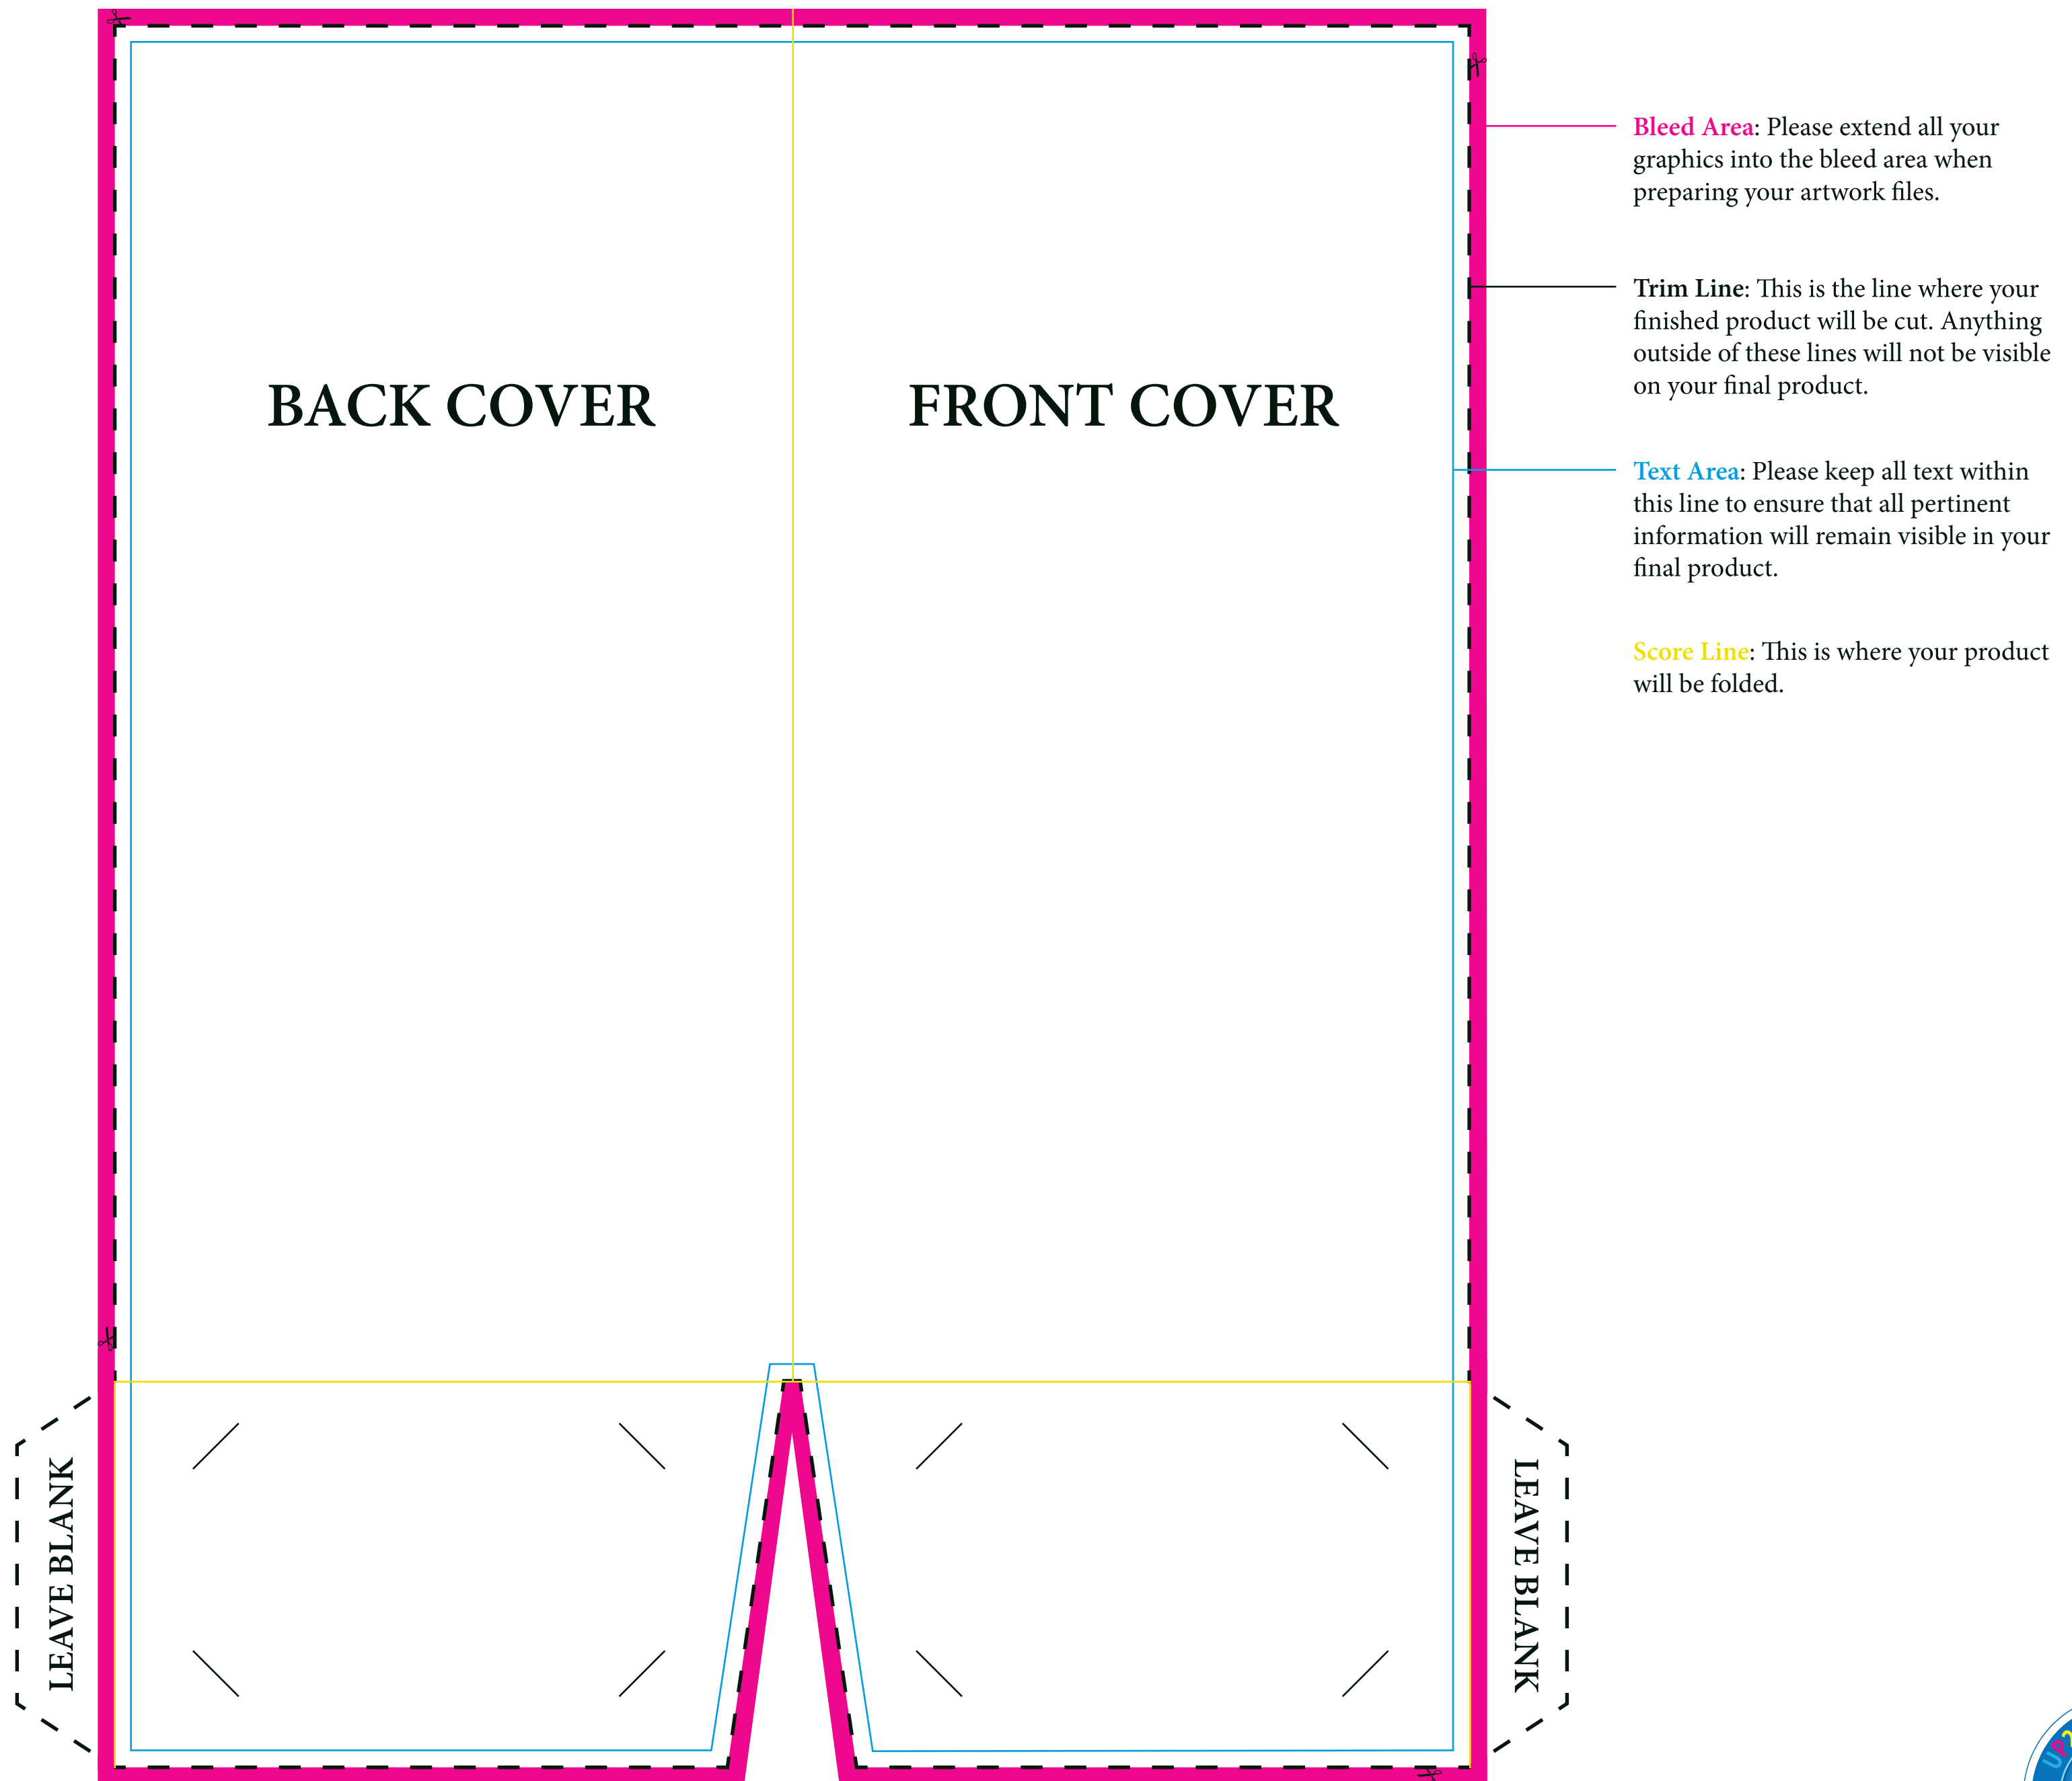 BACK COVER
FRONT COVER
Bleed Area: Please extend all your
graphics into the bleed area when
preparing your artwork files.
Trim Line: This is the line where your
finished product will be cut. Anything
outside of these lines will not be visible
on your final product.
Text Area: Please keep all text within
this line to ensure that all pertinent
information will remain visible in your
final product.
Score Line: This is where your product
will be folded.
LEAVE BLANK
LEAVE BLANK